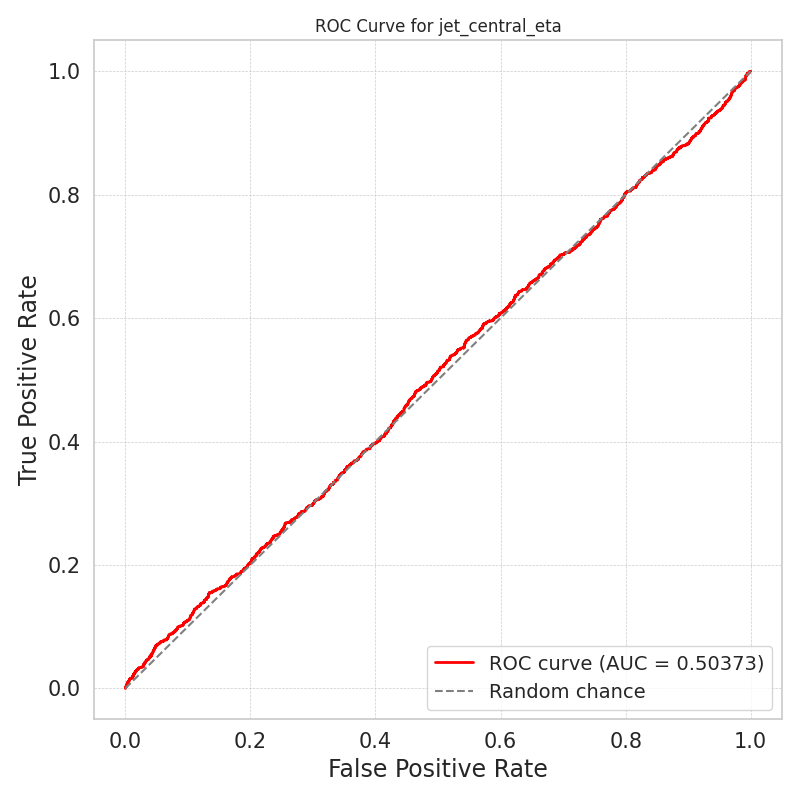 ROC Curve for jet_central_eta
True Positive Rate
1.0
0.8
0.6
0.4
0.2
0.0
ROC curve (AUC = 0.50373)
Random chance
0.0 0.2 0.4 0.6 0.8 1.0
False Positive Rate